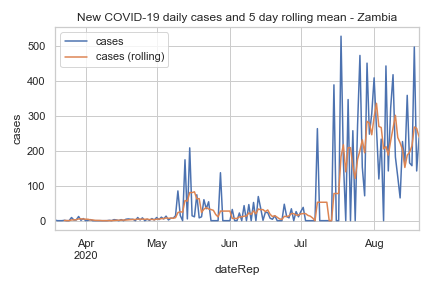 New COVID-19 daily cases and 5 day rolling mean - Zambia
cases
cases (rolling)
500
400
300
200
100
0
cases
Apr
2020
May
Jun
Jul
Aug
dateRep